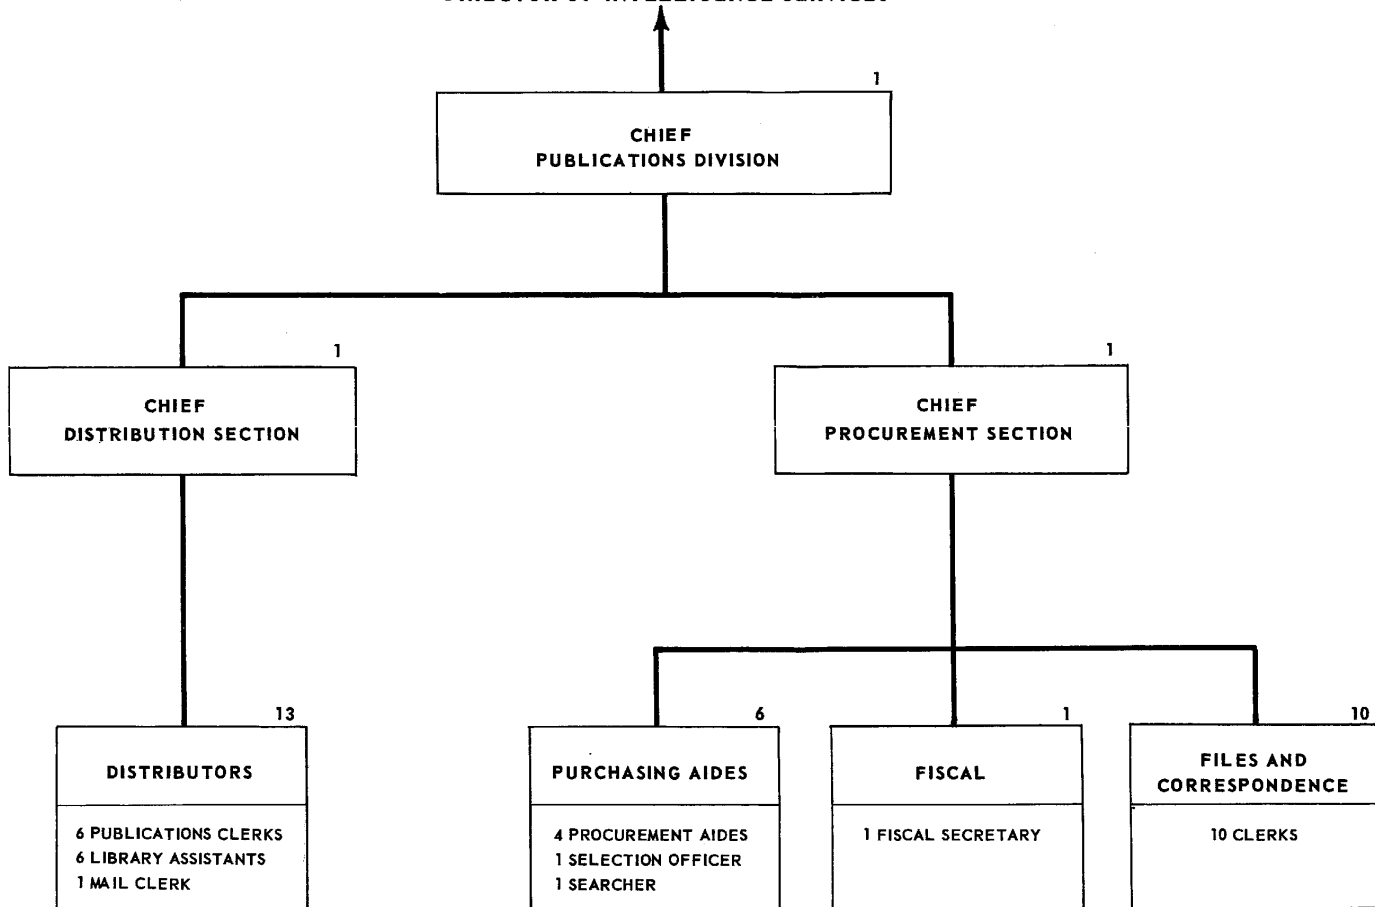 1
CHIEF
PUBLICATIONS DIVISION
1
1
CHIEF
DISTRIBUTION SECTION
CHIEF
PROCUREMENT SECTION
13
6
1
10
DISTRIBUTORS
PURCHASING AIDES
FISCAL
FILES AND
CORRESPONDENCE
6 PUBLICATIONS CLERKS
6 LIBRARY ASSISTANTS
1 MAIL CLERK
4 PROCUREMENT AIDES
1 SELECTION OFFICER
1 SEARCHER
1 FISCAL SECRETARY
10 CLERKS